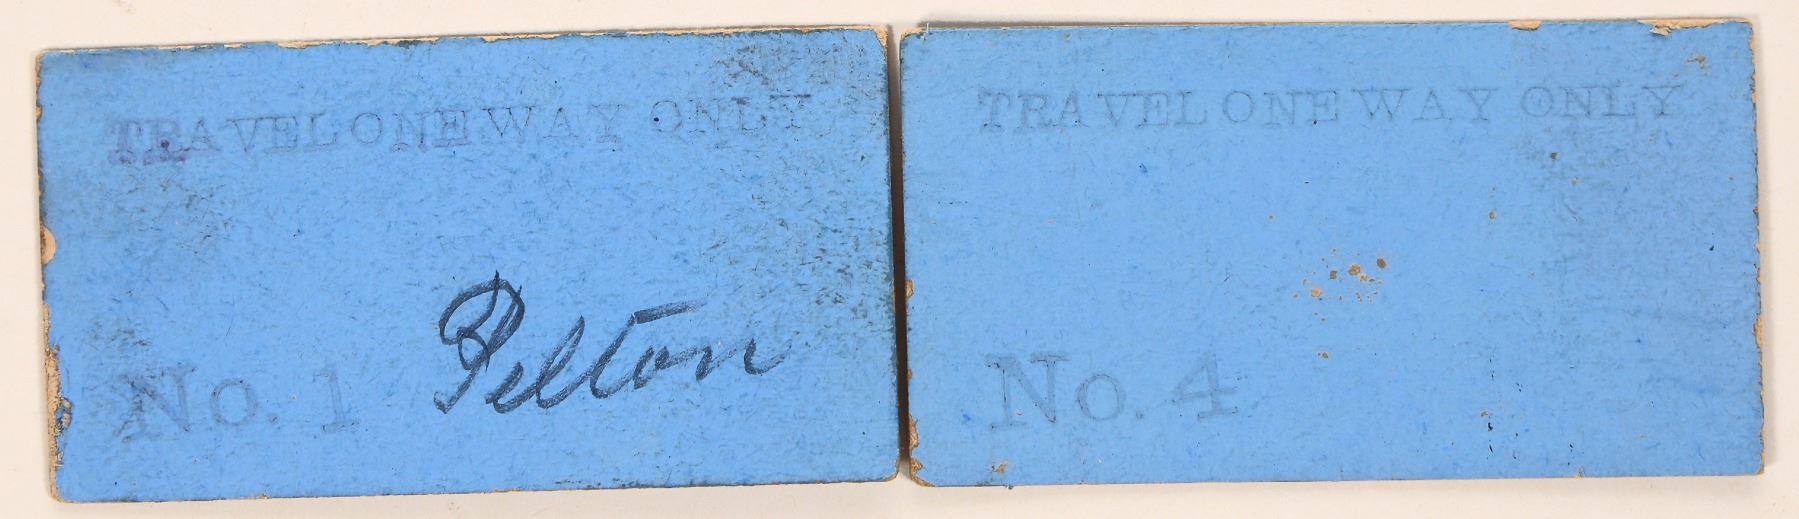 TRAVEL ONE WAY ONLY
No. 1 Pelton
TRAVEL ONE WAY ONLY
No. 4